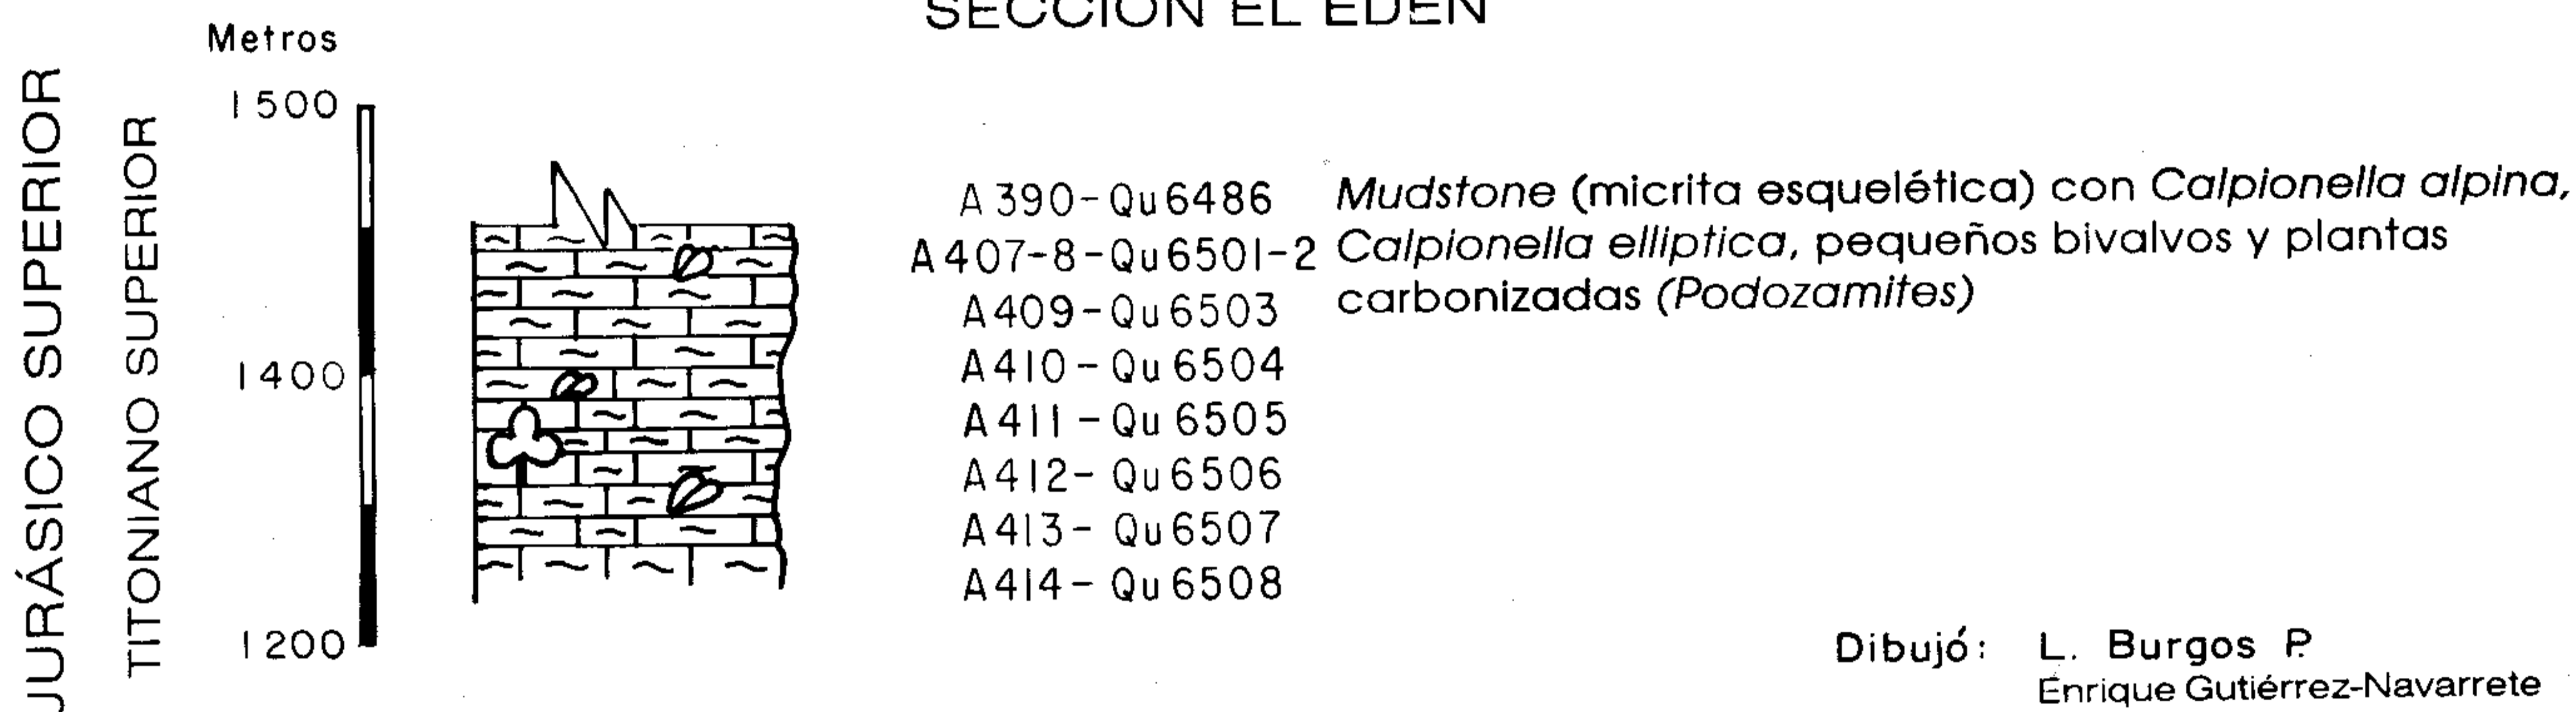 SECCION EL EDEN
Metros
JURÁSICO SUPERIOR
TITONIANO SUPERIOR
1500
1400
1200
A390-Qu6486
A407-8-Qu6501-2
A409-Qu6503
A410-Qu6504
A411-Qu6505
A412-Qu6506
A413-Qu6507
A414-Qu6508
Mudstone (micrita esquelética) con Calpionella alpina,
Calpionella elliptica, pequeños bivalvos y plantas
carbonizadas (Podozamites)
Dibujó: L. Burgos P.
Enrique Gutiérrez-Navarrete